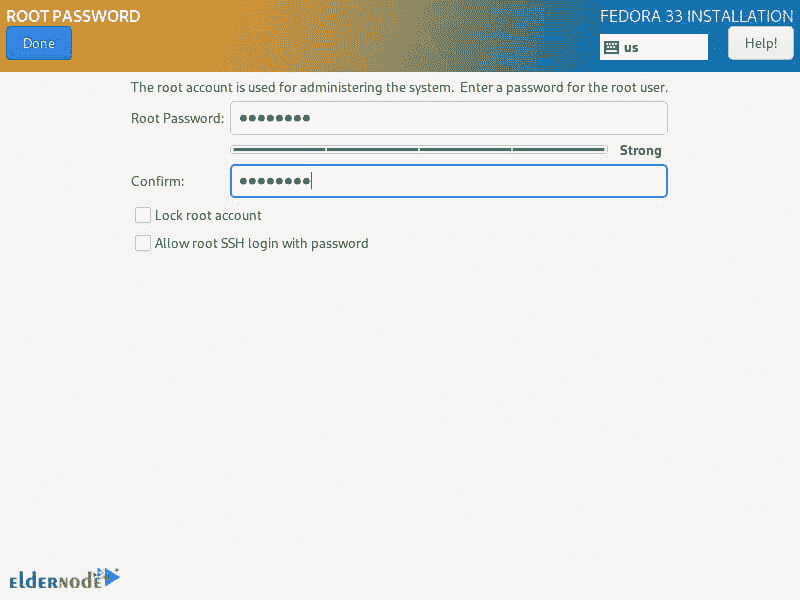 ROOT PASSWORD
FEDORA 33 INSTALLATION
Done
us
Help!
The root account is used for administering the system. Enter a password for the root user.
Root Password: ●●●●●●●●
Strong
Confirm: ●●●●●●●●
Lock root account
Allow root SSH login with password
ELDERNODE